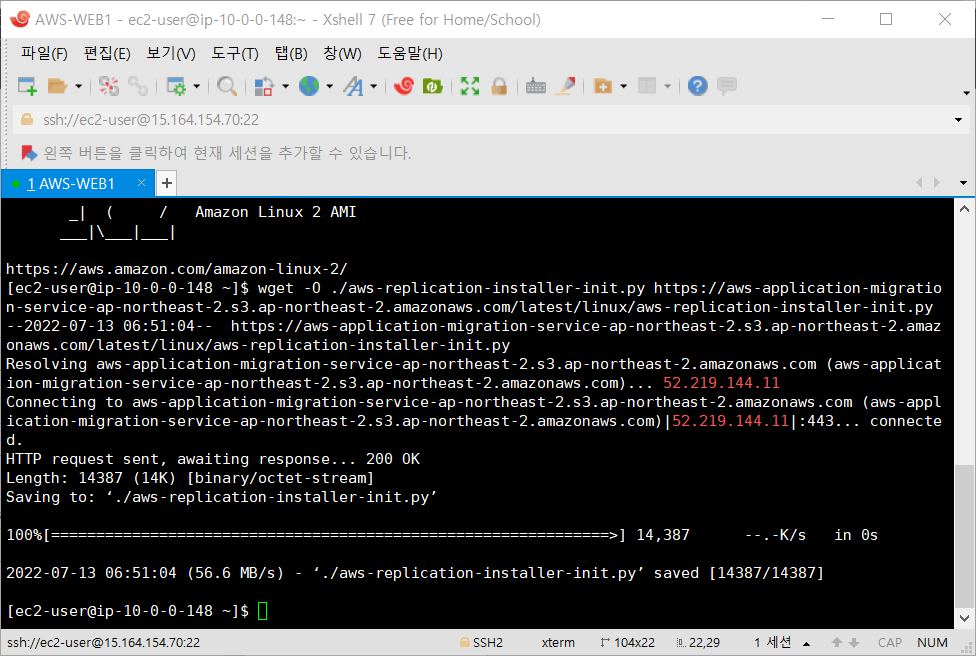 AWS-WEB1 - ec2-user@ip-10-0-0-148:~ - Xshell 7 (Free for Home/School)
파일(F) 편집(E) 보기(V) 도구(T) 탭(B) 창(W) 도움말(H)
ssh://ec2-user@15.164.154.70:22
왼쪽 버튼을 클릭하여 현재 세션을 추가할 수 있습니다.
1 AWS-WEB1
_|  (     /   Amazon Linux 2 AMI
___|\___|___|
https://aws.amazon.com/amazon-linux-2/
[ec2-user@ip-10-0-0-148 ~]$ wget -O ./aws-replication-installer-init.py https://aws-application-migratio
n-service-ap-northeast-2.s3.ap-northeast-2.amazonaws.com/latest/linux/aws-replication-installer-init.py
--2022-07-13 06:51:04--  https://aws-application-migration-service-ap-northeast-2.s3.ap-northeast-2.amaz
onaws.com/latest/linux/aws-replication-installer-init.py
Resolving aws-application-migration-service-ap-northeast-2.s3.ap-northeast-2.amazonaws.com (aws-applicat
ion-migration-service-ap-northeast-2.s3.ap-northeast-2.amazonaws.com)... 52.219.144.11
Connecting to aws-application-migration-service-ap-northeast-2.s3.ap-northeast-2.amazonaws.com (aws-appl
ication-migration-service-ap-northeast-2.s3.ap-northeast-2.amazonaws.com)|52.219.144.11|:443... connecte
d.
HTTP request sent, awaiting response... 200 OK
Length: 14387 (14K) [binary/octet-stream]
Saving to: ‘./aws-replication-installer-init.py’
100%[==============================================================>] 14,387      --.-K/s   in 0s
2022-07-13 06:51:04 (56.6 MB/s) - ‘./aws-replication-installer-init.py’ saved [14387/14387]
[ec2-user@ip-10-0-0-148 ~]$
ssh://ec2-user@15.164.154.70:22 SSH2 xterm 104x22 22,29 1 세션 CAP NUM